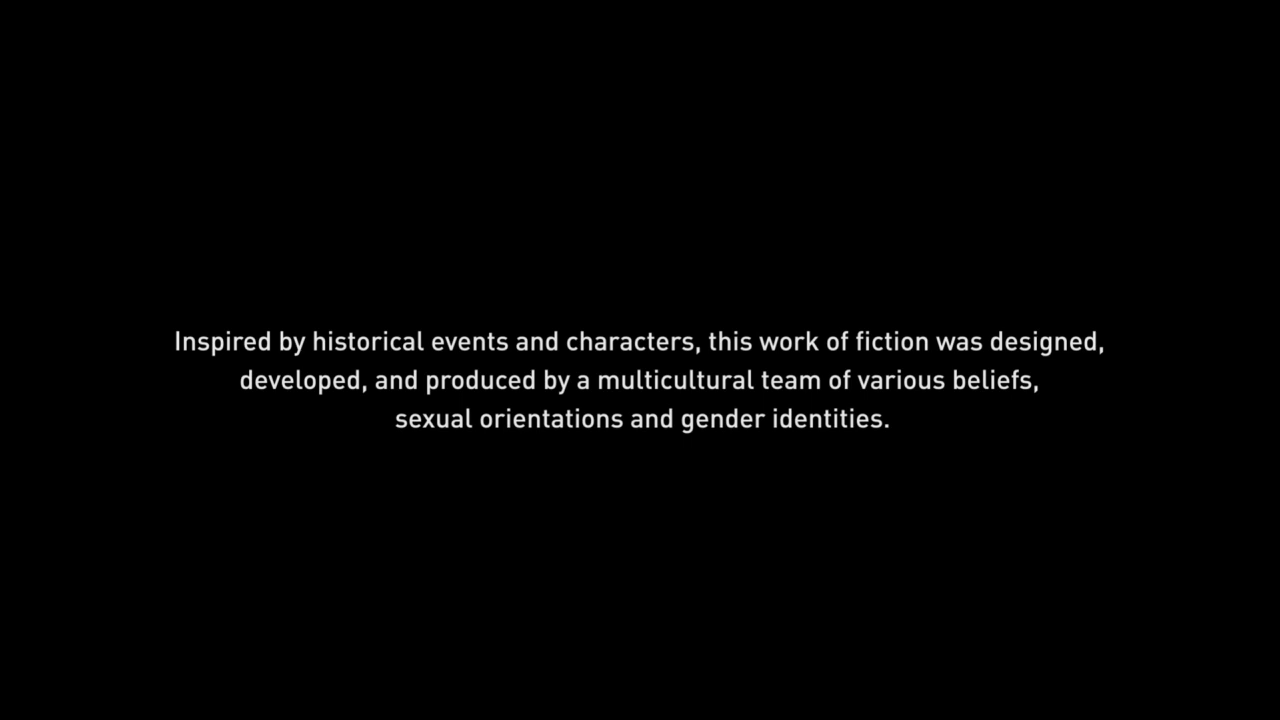 Inspired by historical events and characters, this work of fiction was designed,
developed, and produced by a multicultural team of various beliefs,
sexual orientations and gender identities.